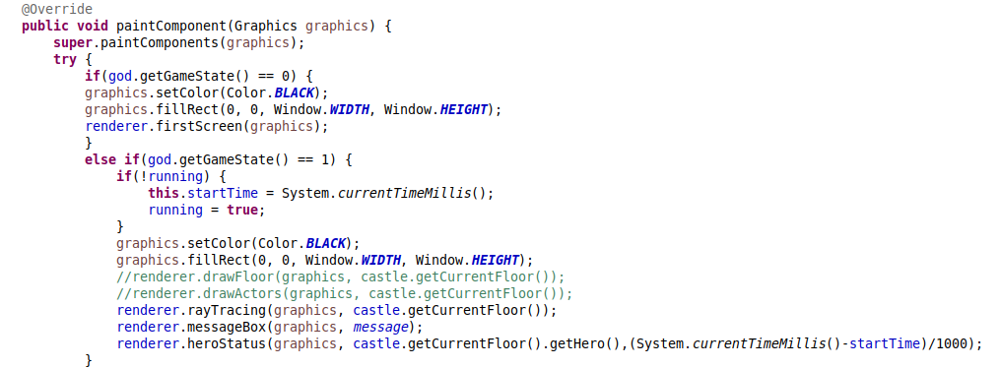 @Override
public void paintComponent(Graphics graphics) {
    super.paintComponents(graphics);
    try {
        if(god.getGameState() == 0) {
        graphics.setColor(Color.BLACK);
        graphics.fillRect(0, 0, Window.WIDTH, Window.HEIGHT);
        renderer.firstScreen(graphics);
        }
        else if(god.getGameState() == 1) {
            if(!running) {
                this.startTime = System.currentTimeMillis();
                running = true;
            }
            graphics.setColor(Color.BLACK);
            graphics.fillRect(0, 0, Window.WIDTH, Window.HEIGHT);
            //renderer.drawFloor(graphics, castle.getCurrentFloor());
            //renderer.drawActors(graphics, castle.getCurrentFloor());
            renderer.rayTracing(graphics, castle.getCurrentFloor());
            renderer.messageBox(graphics, message);
            renderer.heroStatus(graphics, castle.getCurrentFloor().getHero(),(System.currentTimeMillis()-startTime)/1000);
        }